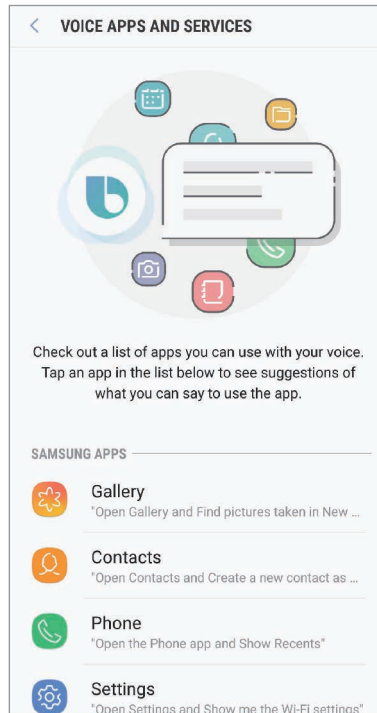 VOICE APPS AND SERVICES
Check out a list of apps you can use with your voice.
Tap an app in the list below to see suggestions of
what you can say to use the app.
SAMSUNG APPS
Gallery
"Open Gallery and Find pictures taken in New ...
Contacts
"Open Contacts and Create a new contact as ...
Phone
"Open the Phone app and Show Recents"
Settings
"Open Settings and Show me the Wi-Fi settings"